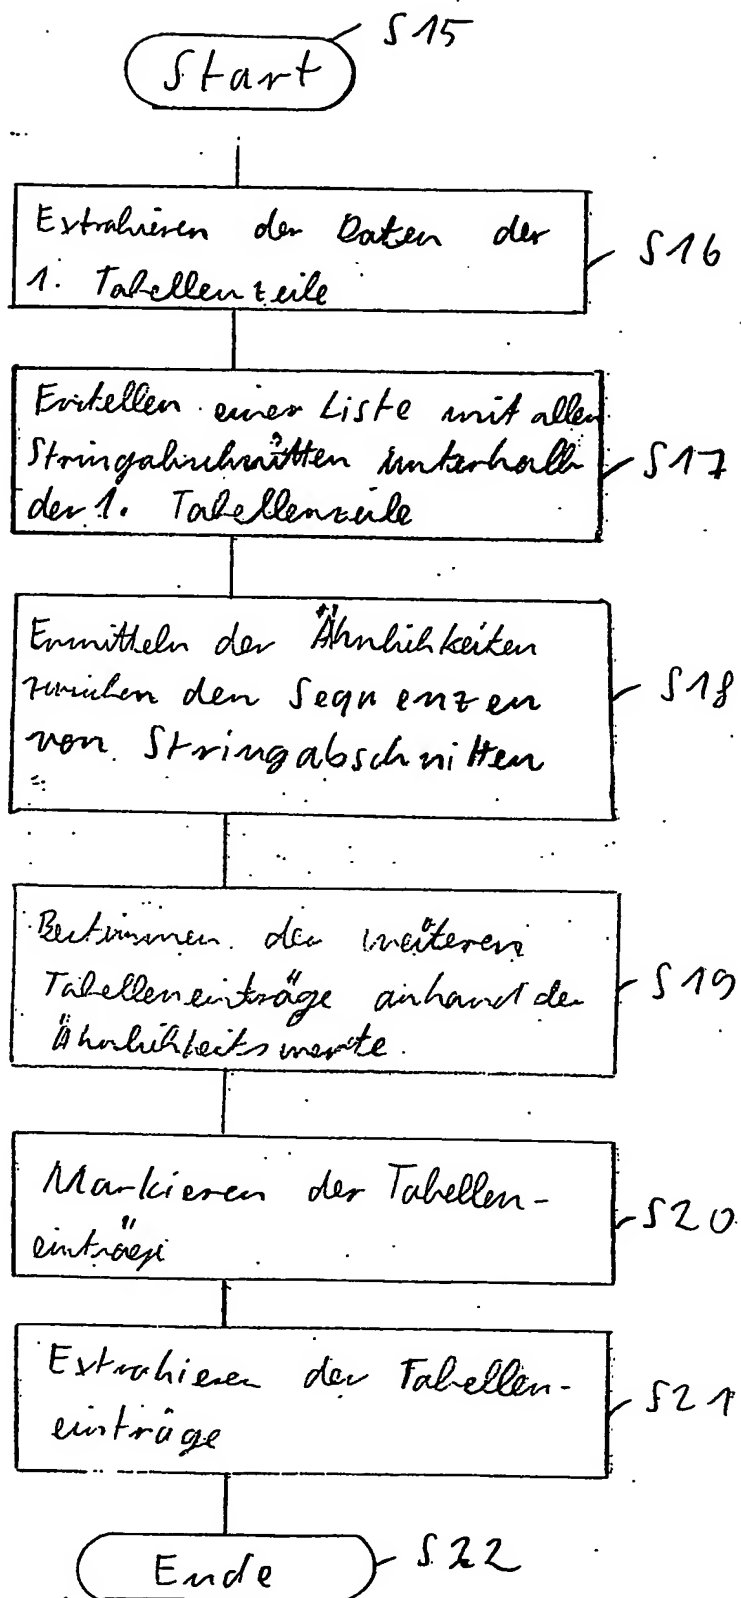 S15
Start
Extrahieren der Daten der
1. Tabellenzeile
S16
Erstellen einer Liste mit allen
Stringabschnitten unterhalb
der 1. Tabellenzeile
S17
Ermitteln der Ähnlichkeiten
zwischen den Sequenzen
von Stringabschnitten
S18
Bestimmen der weiteren
Tabelleneinträge anhand der
Ähnlichkeitswerte
S19
Markieren der Tabellen-
einträge
S20
Extrahieren der Tabellen-
einträge
S21
Ende
S22